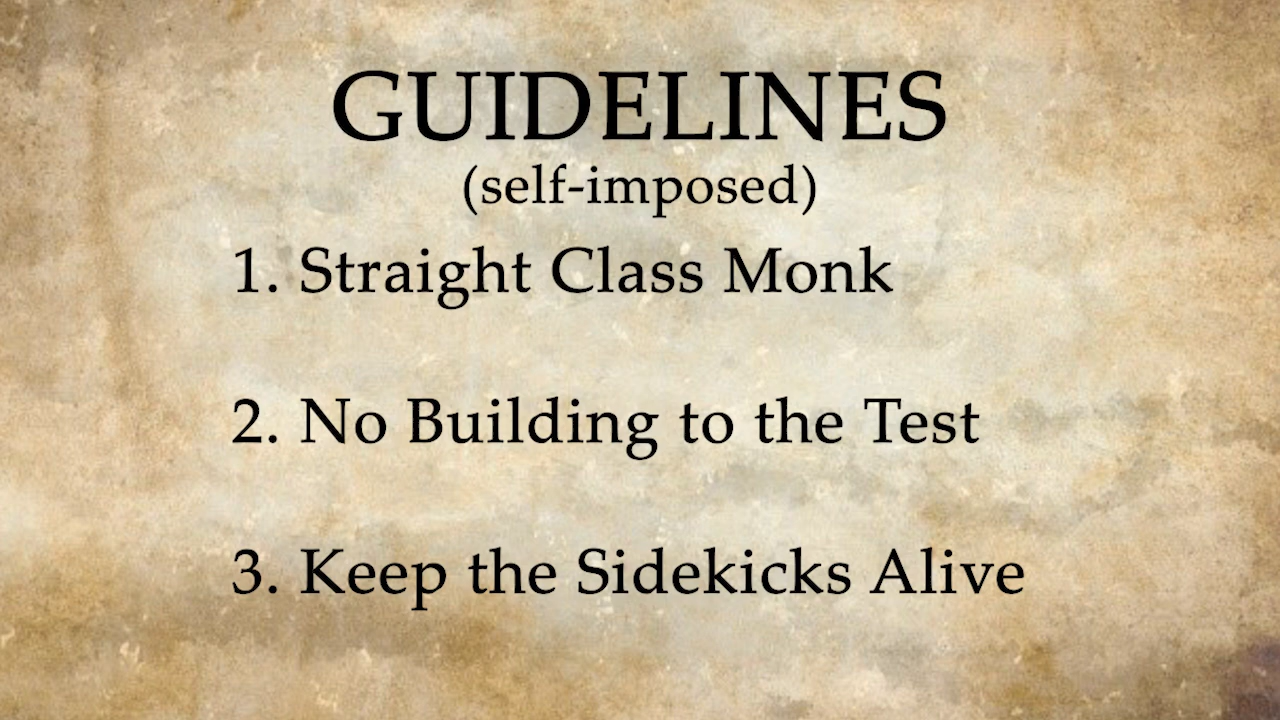 GUIDELINES
(self-imposed)
1. Straight Class Monk
2. No Building to the Test
3. Keep the Sidekicks Alive